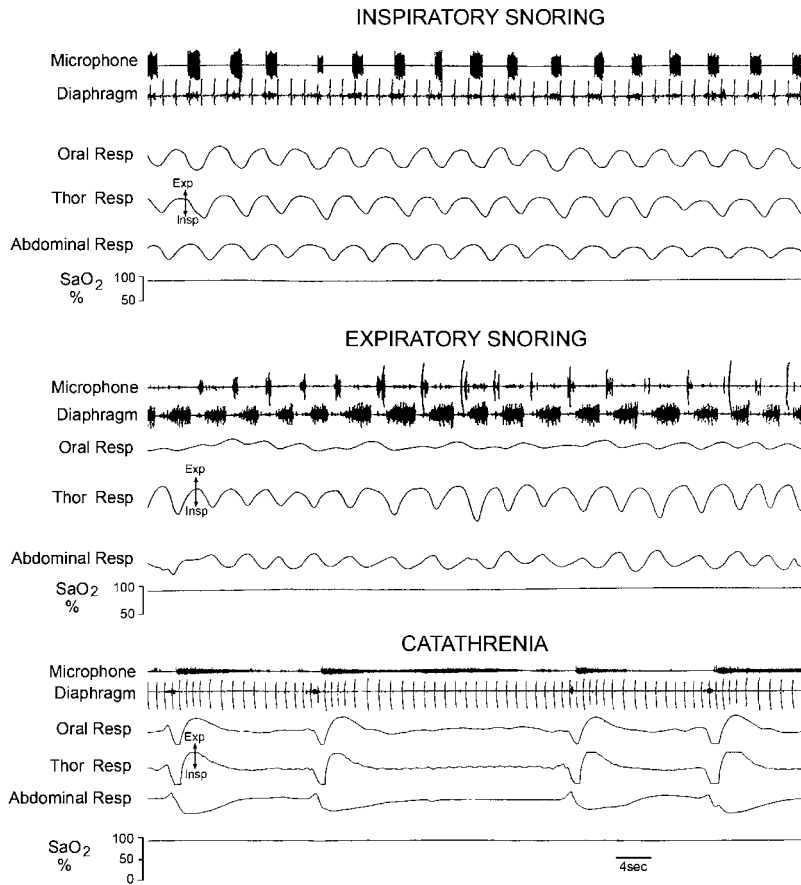 INSPIRATORY SNORING
Microphone
Diaphragm
Oral Resp
Exp
Thor Resp
Insp
Abdominal Resp
SaO2 100
% 50
EXPIRATORY SNORING
Microphone
Diaphragm
Oral Resp
Exp
Thor Resp
Insp
Abdominal Resp
SaO2 100
% 50
CATATHRENIA
Microphone
Diaphragm
Oral Resp
Exp
Thor Resp
Insp
Abdominal Resp
100
SaO2 50
% 0
4sec